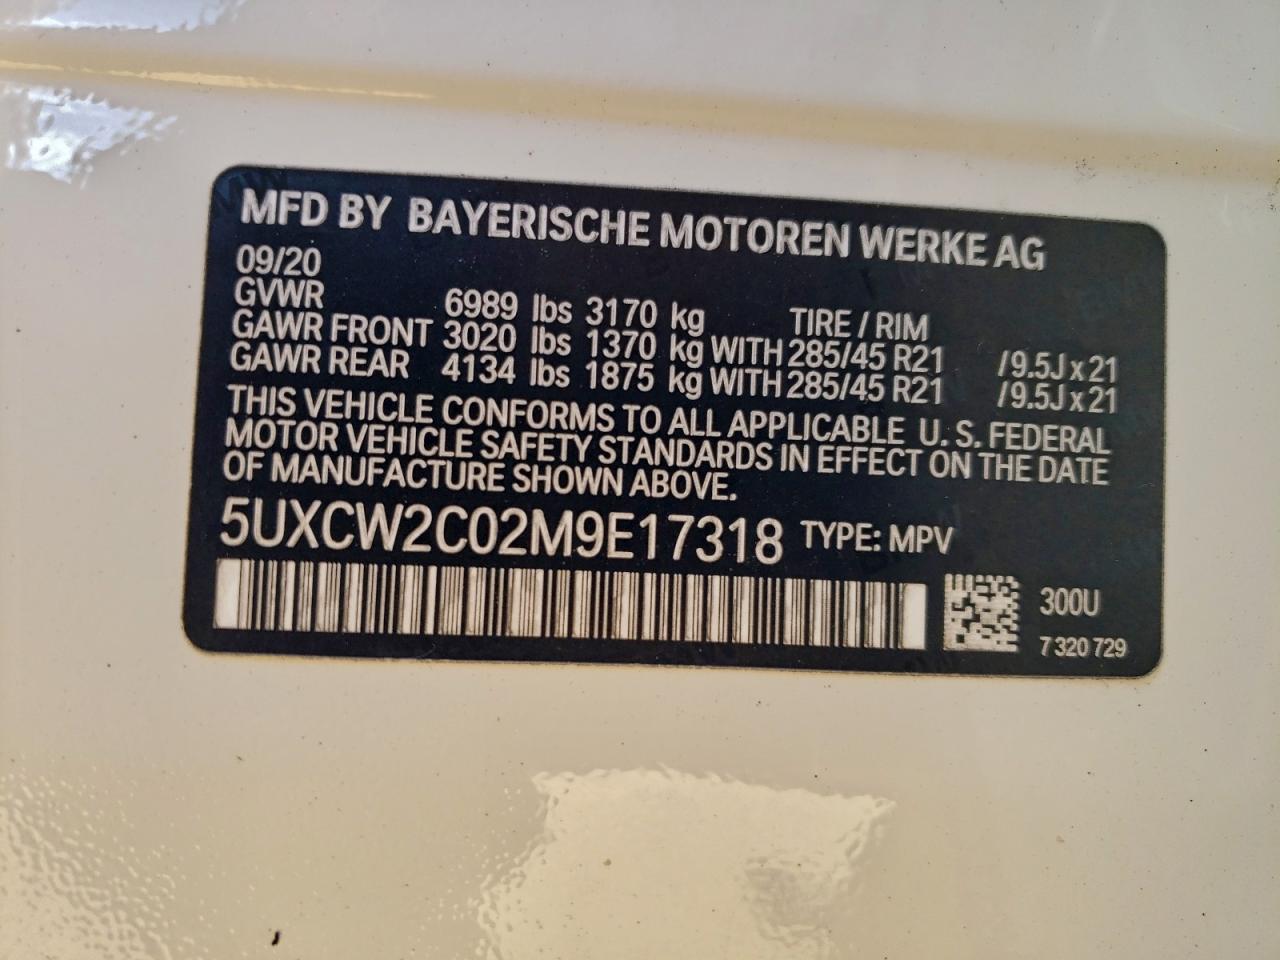 MFD BY BAYERISCHE MOTOREN WERKE AG
09/20
GVWR 6989 lbs 3170 kg TIRE / RIM
GAWR FRONT 3020 lbs 1370 kg WITH 285/45 R21 /9.5J x 21
GAWR REAR 4134 lbs 1875 kg WITH 285/45 R21 /9.5J x 21
THIS VEHICLE CONFORMS TO ALL APPLICABLE U. S. FEDERAL
MOTOR VEHICLE SAFETY STANDARDS IN EFFECT ON THE DATE
OF MANUFACTURE SHOWN ABOVE.
5UXCW2C02M9E17318 TYPE: MPV
300U
7 320 729